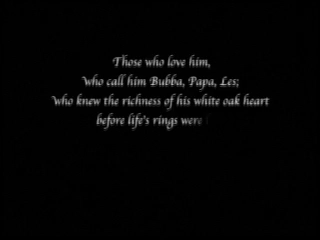 Those who love him,
Who call him Bubba, Papa, Les;
Who knew the richness of his white oak heart
before life's rings were